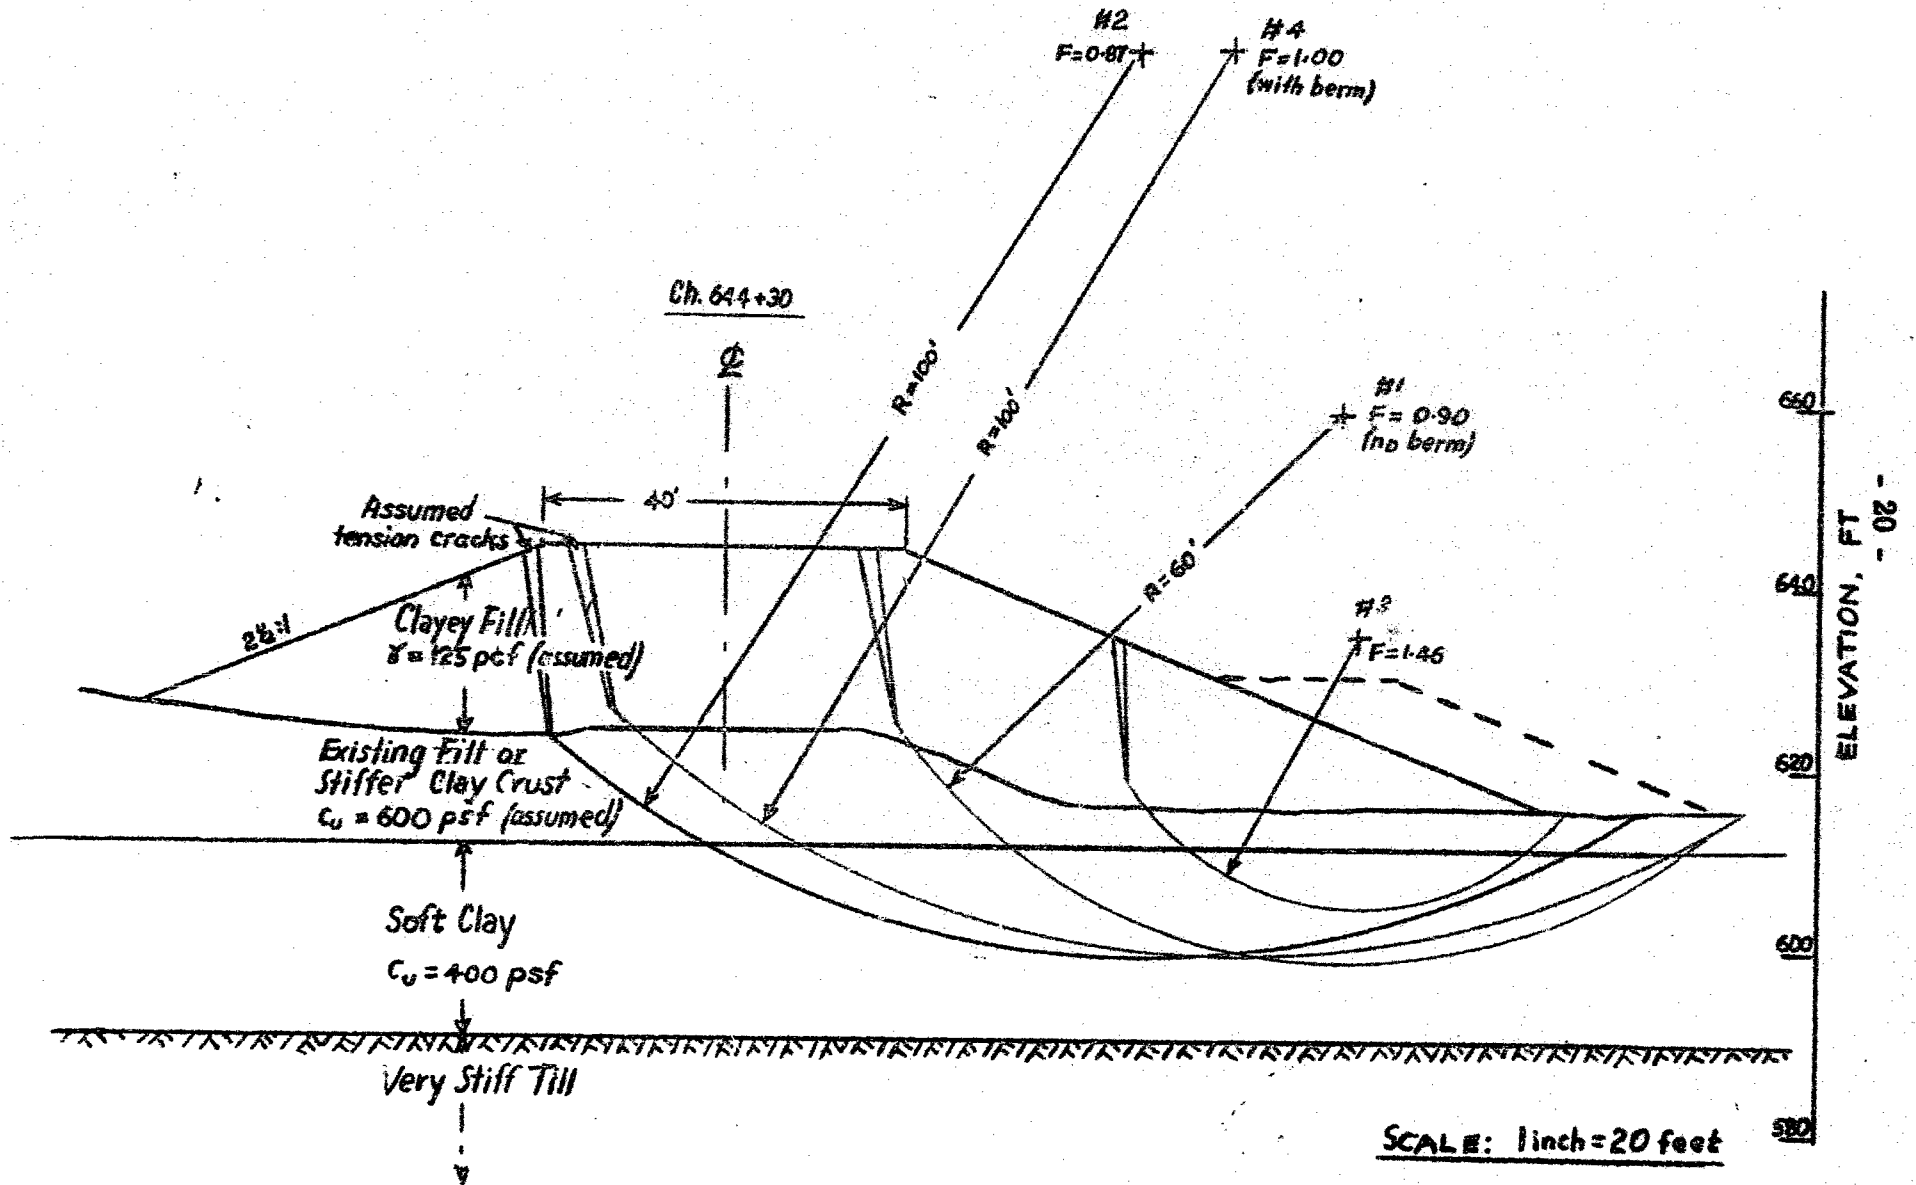 #2
F=0.87
#4
F=1.00
(with berm)
Ch. 644+30
℄
R=100'
R=100'
#1
F= 0.90
(no berm)
660
40'
Assumed
tension cracks
R=60'
640
2½:1
Clayey Fill
γ = 125 pcf (assumed)
#3
F=1.46
ELEVATION, FT
- 20 -
Existing Fill or
Stiffer Clay Crust
Cu = 600 psf (assumed)
620
Soft Clay
Cu = 400 psf
600
Very Stiff Till
580
SCALE: 1 inch = 20 feet